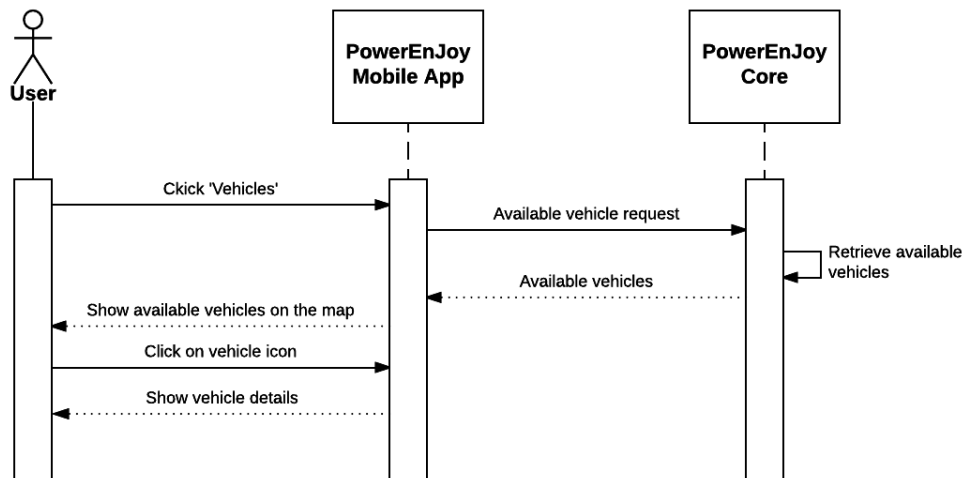 PowerEnJoy
Mobile App
PowerEnJoy
Core
User
Ckick 'Vehicles'
Available vehicle request
Retrieve available
vehicles
Available vehicles
Show available vehicles on the map
Click on vehicle icon
Show vehicle details